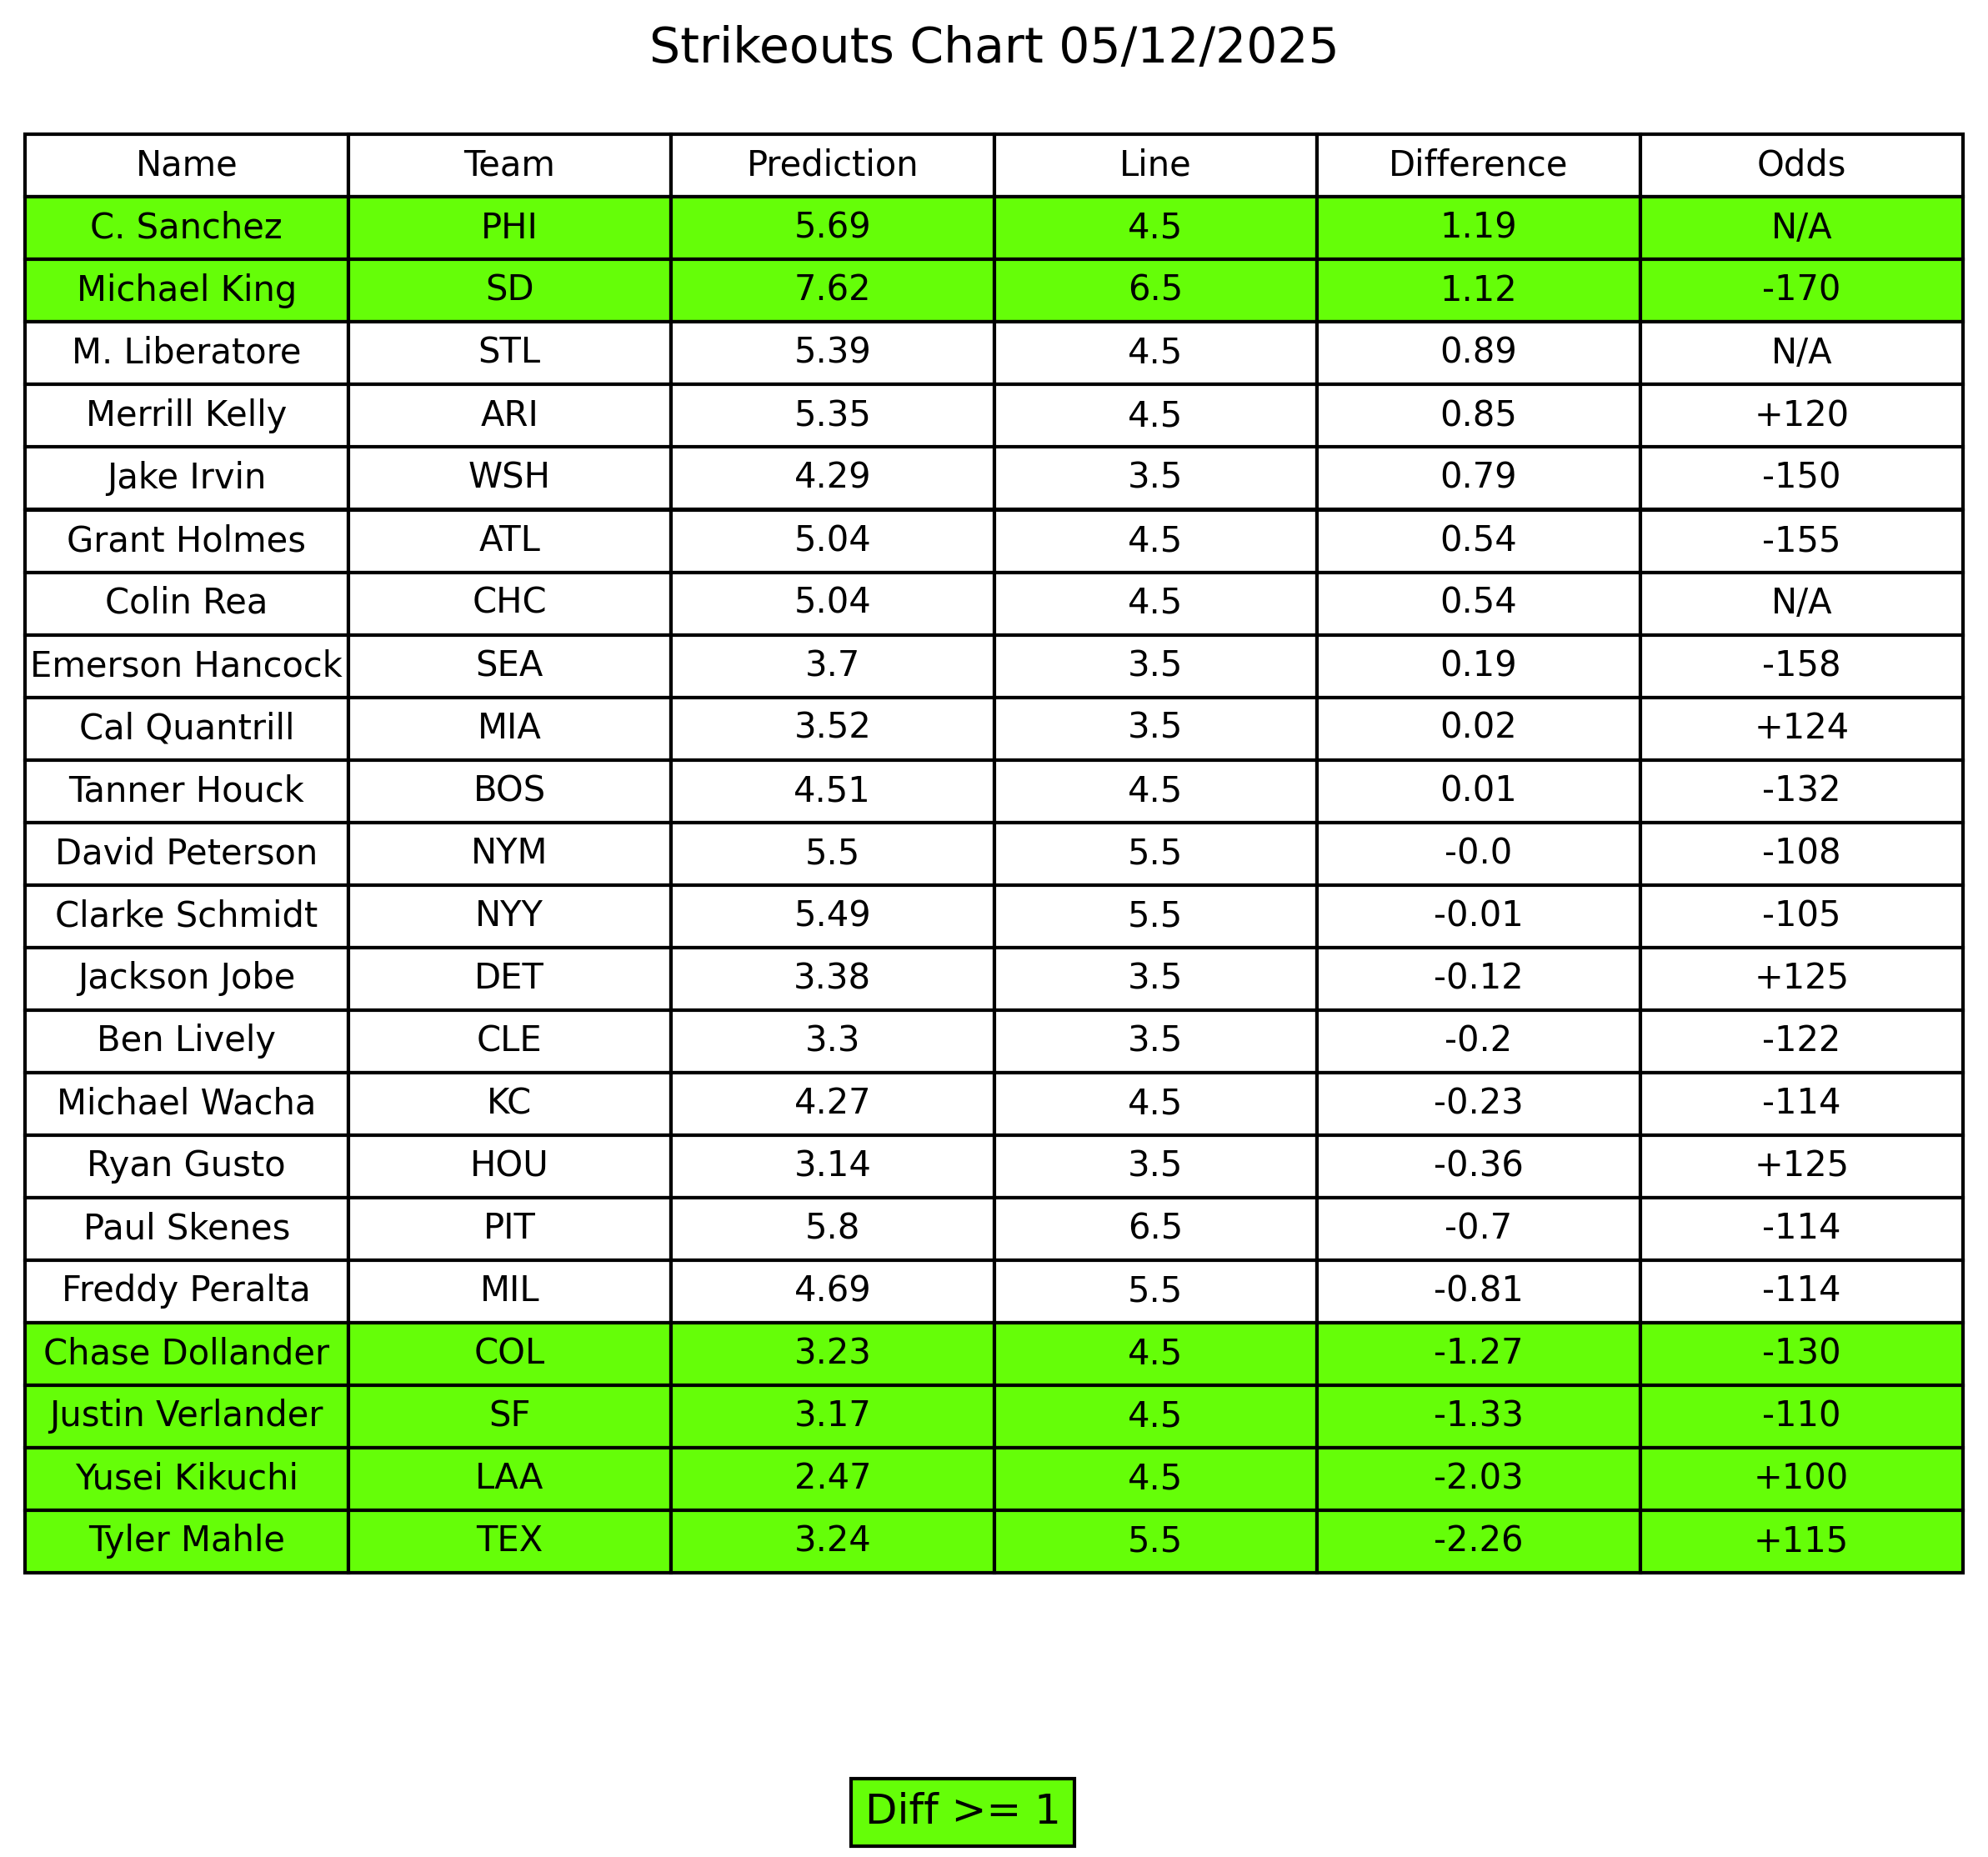 Strikeouts Chart 05/12/2025
Name Team Prediction Line Difference Odds
C. Sanchez PHI 5.69 4.5 1.19 N/A
Michael King SD 7.62 6.5 1.12 -170
M. Liberatore STL 5.39 4.5 0.89 N/A
Merrill Kelly ARI 5.35 4.5 0.85 +120
Jake Irvin WSH 4.29 3.5 0.79 -150
Grant Holmes ATL 5.04 4.5 0.54 -155
Colin Rea CHC 5.04 4.5 0.54 N/A
Emerson Hancock SEA 3.7 3.5 0.19 -158
Cal Quantrill MIA 3.52 3.5 0.02 +124
Tanner Houck BOS 4.51 4.5 0.01 -132
David Peterson NYM 5.5 5.5 -0.0 -108
Clarke Schmidt NYY 5.49 5.5 -0.01 -105
Jackson Jobe DET 3.38 3.5 -0.12 +125
Ben Lively CLE 3.3 3.5 -0.2 -122
Michael Wacha KC 4.27 4.5 -0.23 -114
Ryan Gusto HOU 3.14 3.5 -0.36 +125
Paul Skenes PIT 5.8 6.5 -0.7 -114
Freddy Peralta MIL 4.69 5.5 -0.81 -114
Chase Dollander COL 3.23 4.5 -1.27 -130
Justin Verlander SF 3.17 4.5 -1.33 -110
Yusei Kikuchi LAA 2.47 4.5 -2.03 +100
Tyler Mahle TEX 3.24 5.5 -2.26 +115
Diff >= 1